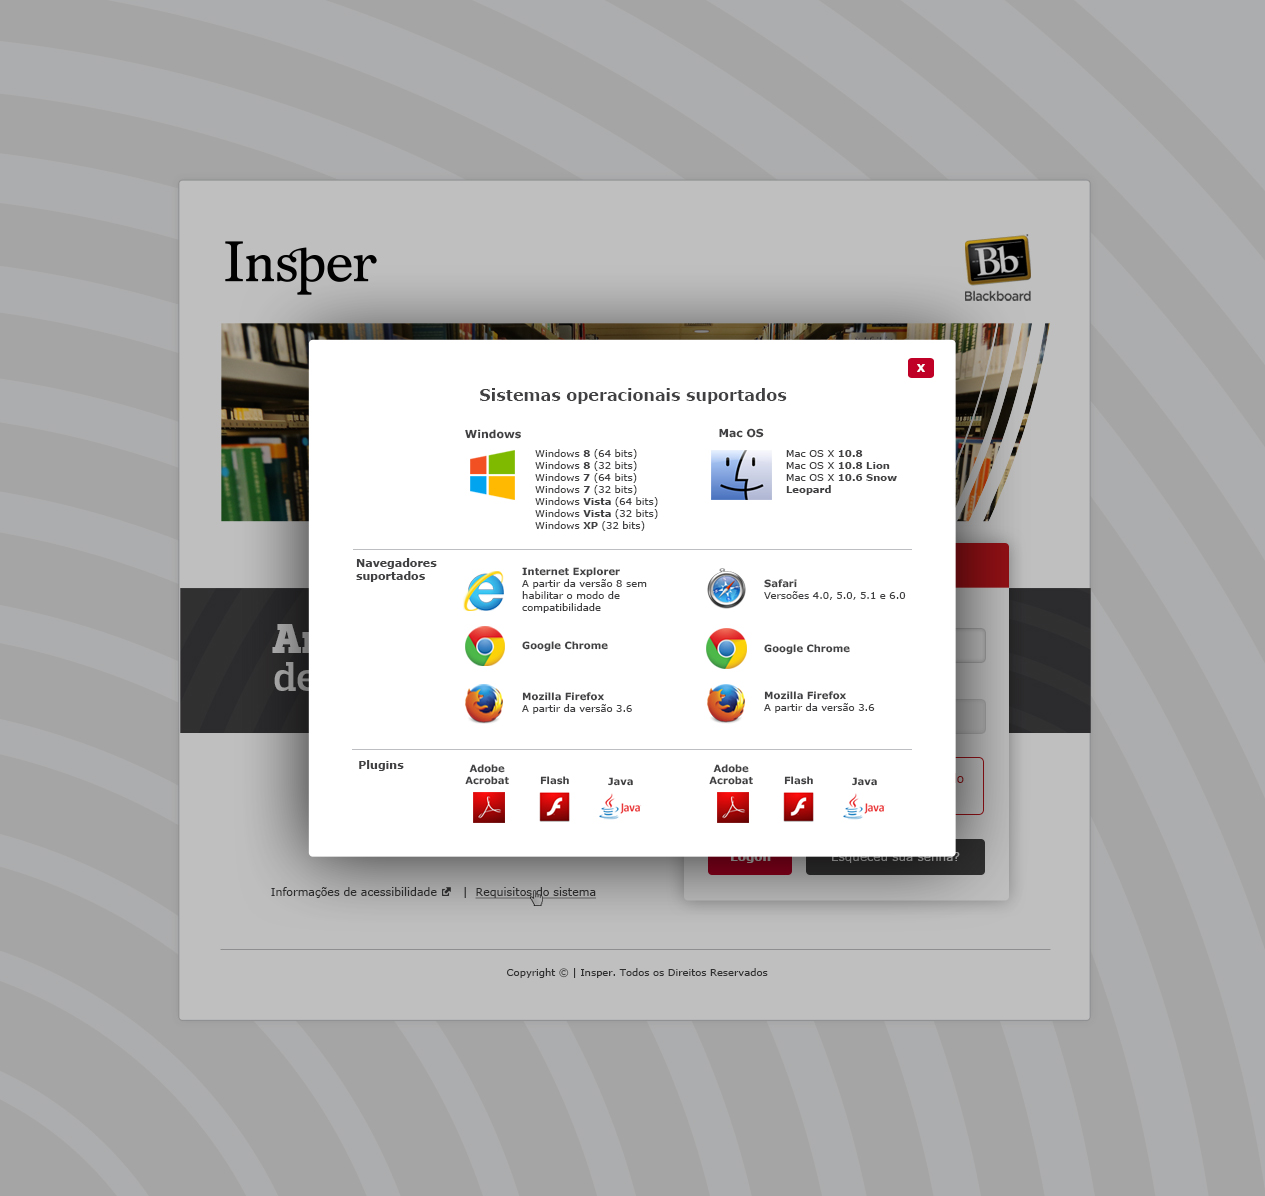 Insper
Bb
Blackboard
X
Sistemas operacionais suportados
Windows
Windows 8 (64 bits)
Windows 8 (32 bits)
Windows 7 (64 bits)
Windows 7 (32 bits)
Windows Vista (64 bits)
Windows Vista (32 bits)
Windows XP (32 bits)
Mac OS
Mac OS X 10.8
Mac OS X 10.8 Lion
Mac OS X 10.6 Snow
Leopard
Navegadores
suportados
Internet Explorer
A partir da versão 8 sem
habilitar o modo de
compatibilidade
Google Chrome
Mozilla Firefox
A partir da versão 3.6
Safari
Versoões 4.0, 5.0, 5.1 e 6.0
Google Chrome
Mozilla Firefox
A partir da versão 3.6
Plugins
Adobe
Acrobat
Flash
Java
Java
Adobe
Acrobat
Flash
Java
Java
de
Logon
Esqueceu sua senha?
Informações de acessibilidade | Requisitos do sistema
Copyright © | Insper. Todos os Direitos Reservados